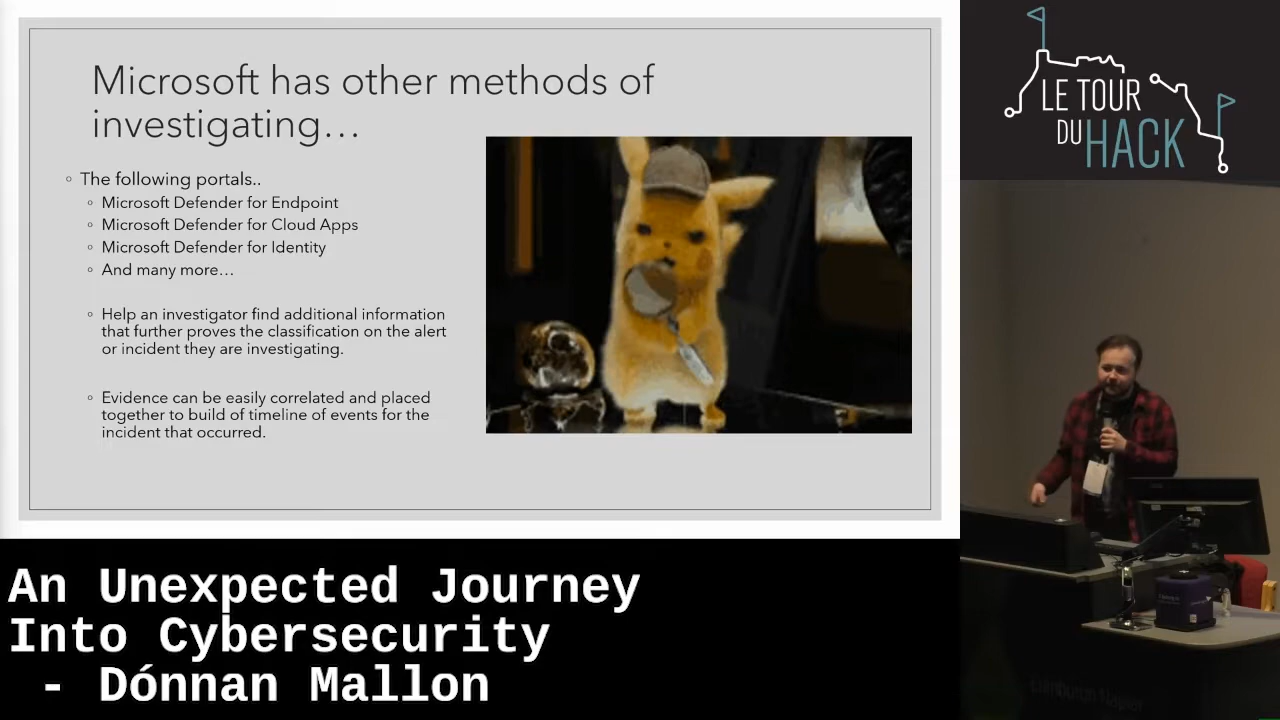 Microsoft has other methods of
investigating…
The following portals..
Microsoft Defender for Endpoint
Microsoft Defender for Cloud Apps
Microsoft Defender for Identity
And many more…
Help an investigator find additional information
that further proves the classification on the alert
or incident they are investigating.
Evidence can be easily correlated and placed
together to build of timeline of events for the
incident that occurred.
LE TOUR
DU HACK
An Unexpected Journey
Into Cybersecurity
- Dónnan Mallon